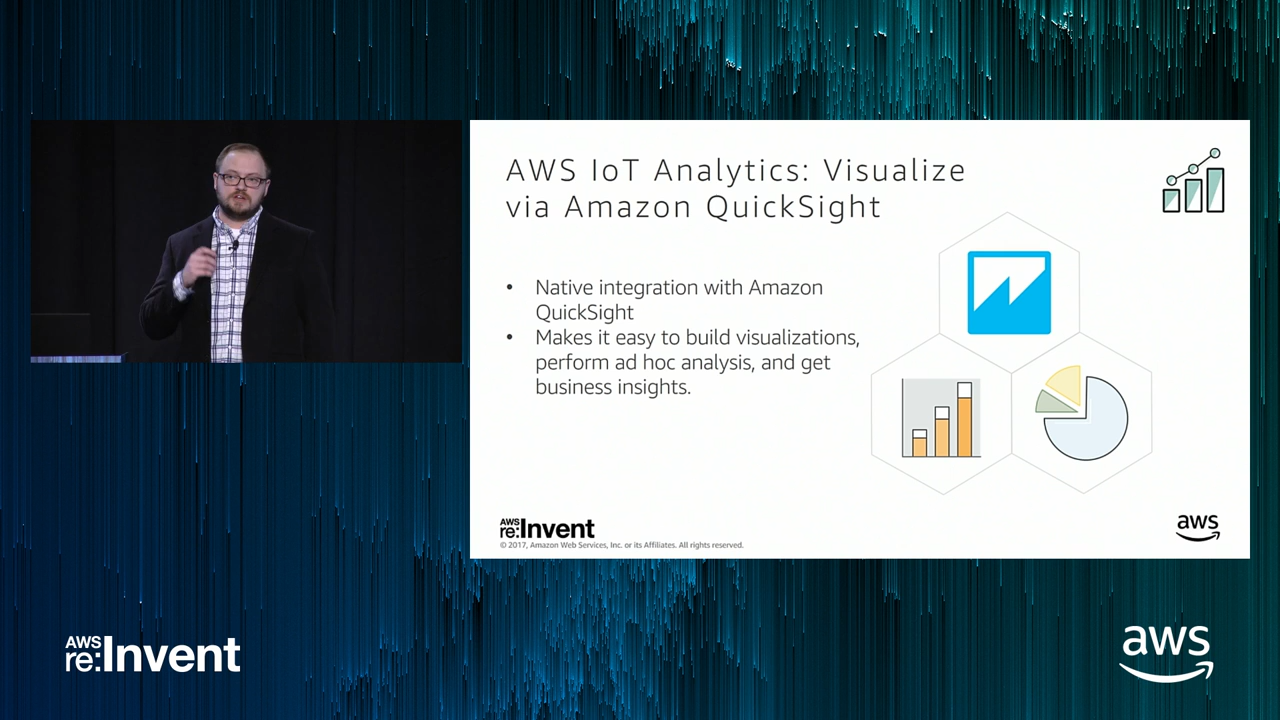 AWS IoT Analytics: Visualize
via Amazon QuickSight
• Native integration with Amazon
QuickSight
• Makes it easy to build visualizations,
perform ad hoc analysis, and get
business insights.
AWS
re:Invent
© 2017, Amazon Web Services, Inc. or its Affiliates. All rights reserved.
aws
AWS
re:Invent
aws